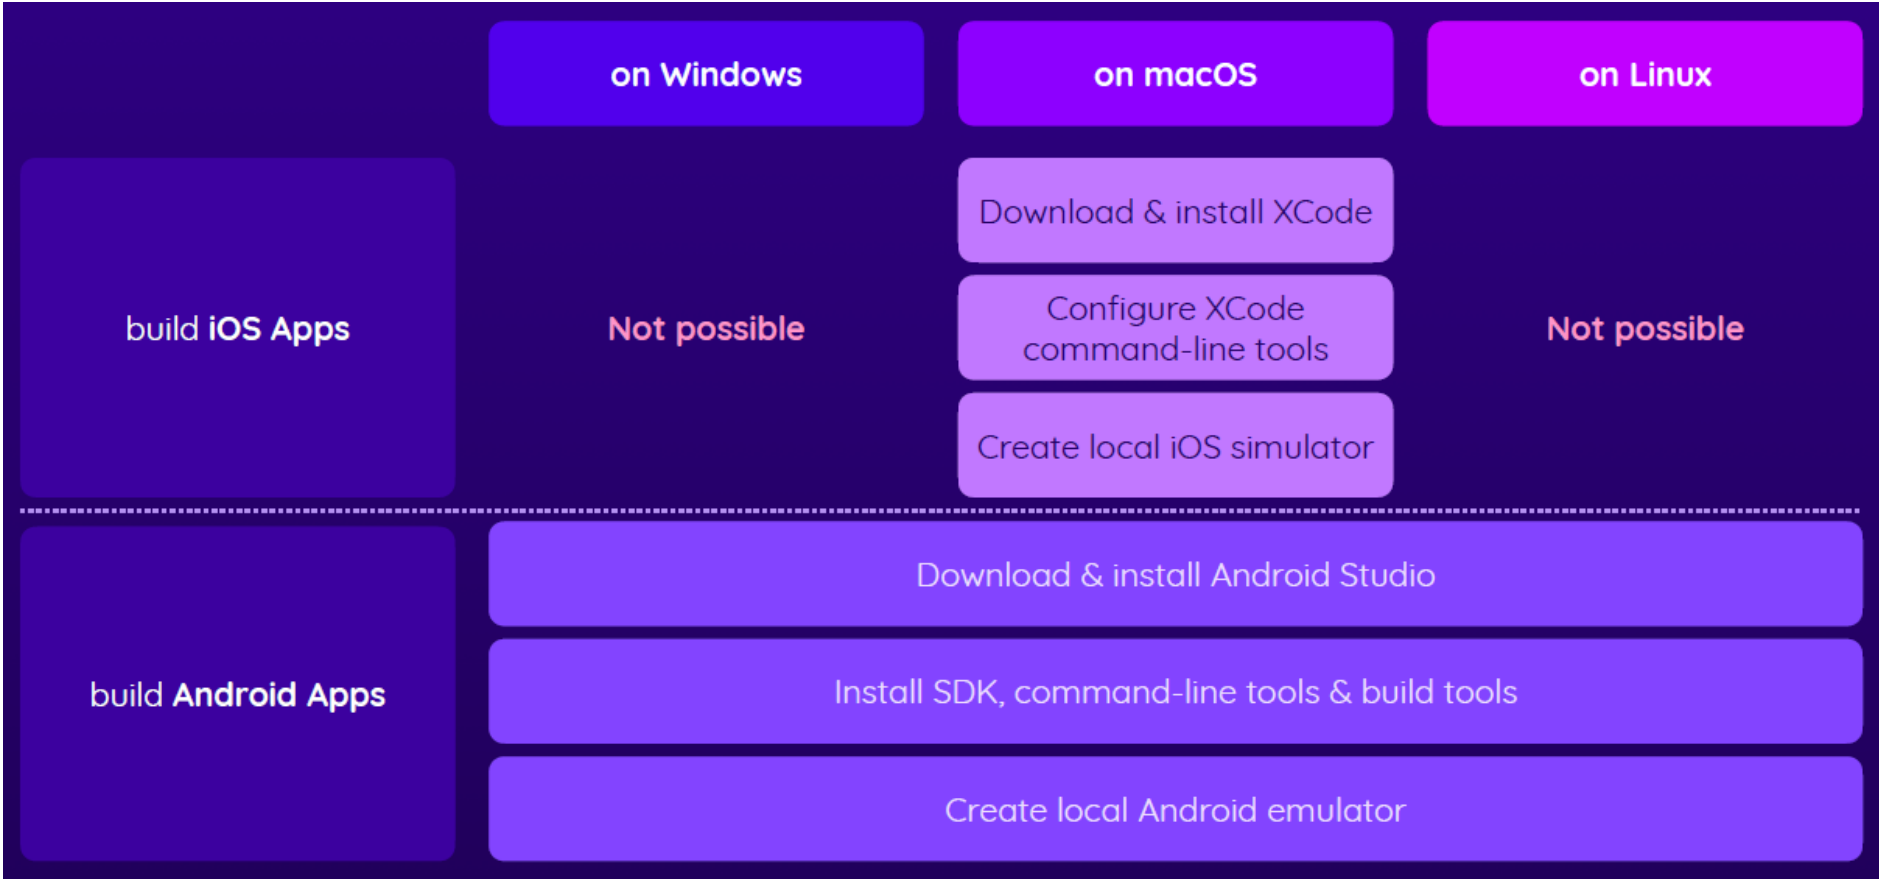 on Windows
on macOS
on Linux
build iOS Apps
Not possible
Download & install XCode
Configure XCode
command-line tools
Create local iOS simulator
Not possible
build Android Apps
Download & install Android Studio
Install SDK, command-line tools & build tools
Create local Android emulator